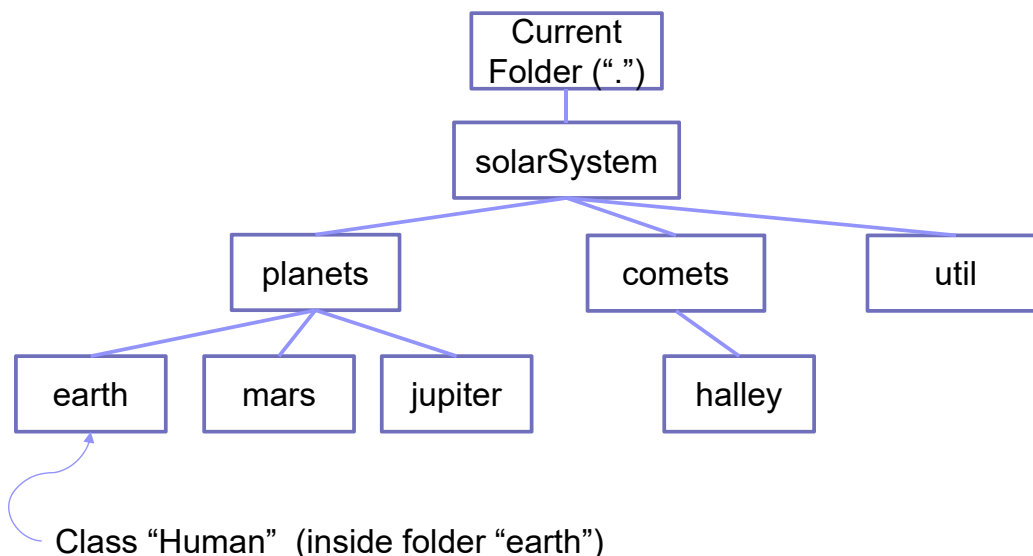 Current
Folder (“.”)
solarSystem
planets
comets
util
earth
mars
jupiter
halley
Class “Human”  (inside folder “earth”)